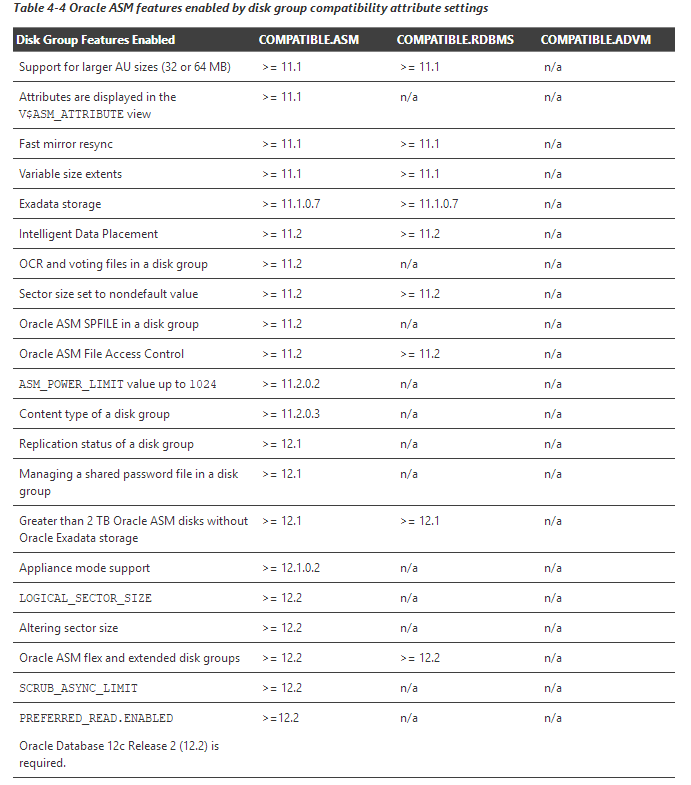 Table 4-4 Oracle ASM features enabled by disk group compatibility attribute settings
Disk Group Features Enabled COMPATIBLE.ASM COMPATIBLE.RDBMS COMPATIBLE.ADVM
Support for larger AU sizes (32 or 64 MB) >= 11.1 >= 11.1 n/a
Attributes are displayed in the >= 11.1 n/a n/a
V$ASM_ATTRIBUTE view
Fast mirror resync >= 11.1 >= 11.1 n/a
Variable size extents >= 11.1 >= 11.1 n/a
Exadata storage >= 11.1.0.7 >= 11.1.0.7 n/a
Intelligent Data Placement >= 11.2 >= 11.2 n/a
OCR and voting files in a disk group >= 11.2 n/a n/a
Sector size set to nondefault value >= 11.2 >= 11.2 n/a
Oracle ASM SPFILE in a disk group >= 11.2 n/a n/a
Oracle ASM File Access Control >= 11.2 >= 11.2 n/a
ASM_POWER_LIMIT value up to 1024 >= 11.2.0.2 n/a n/a
Content type of a disk group >= 11.2.0.3 n/a n/a
Replication status of a disk group >= 12.1 n/a n/a
Managing a shared password file in a disk >= 12.1 n/a n/a
group
Greater than 2 TB Oracle ASM disks without >= 12.1 >= 12.1 n/a
Oracle Exadata storage
Appliance mode support >= 12.1.0.2 n/a n/a
LOGICAL_SECTOR_SIZE >= 12.2 n/a n/a
Altering sector size >= 12.2 n/a n/a
Oracle ASM flex and extended disk groups >= 12.2 >= 12.2 n/a
SCRUB_ASYNC_LIMIT >= 12.2 n/a n/a
PREFERRED_READ.ENABLED >=12.2 n/a n/a
Oracle Database 12c Release 2 (12.2) is
required.